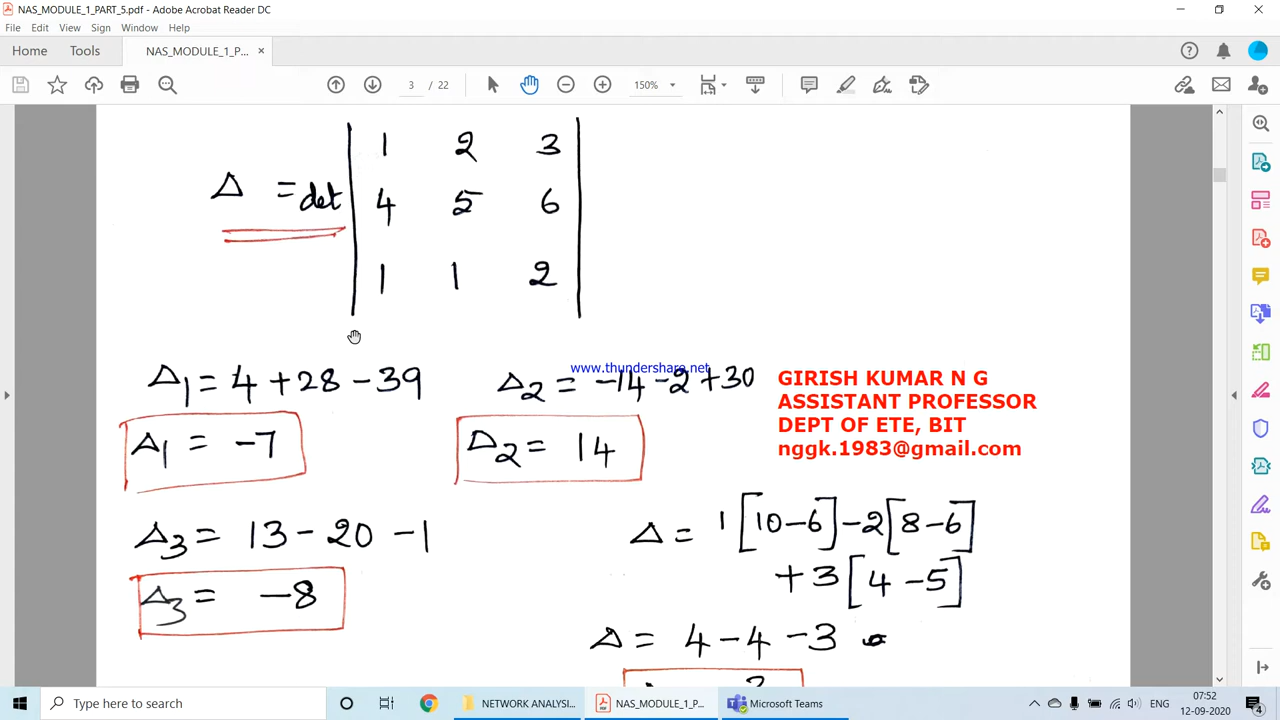 NAS_MODULE_1_PART_5.pdf - Adobe Acrobat Reader DC
File Edit View Sign Window Help
Home Tools NAS_MODULE_1_P... ×
3 / 22 150%
1 2 3
Δ = det 4 5 6
1 1 2
www.thundershare.net
Δ1 = 4 + 28 - 39 Δ2 = -14 - 2 + 30
GIRISH KUMAR N G
ASSISTANT PROFESSOR
DEPT OF ETE, BIT
nggk.1983@gmail.com
Δ1 = -7 Δ2 = 14
Δ3 = 13 - 20 - 1 Δ = 1[10-6] -2[8-6]
+3[4-5]
Δ3 = -8
Δ = 4 - 4 - 3
Type here to search
NETWORK ANALYSI...
NAS_MODULE_1_P...
Microsoft Teams
ENG
07:52
12-09-2020
4